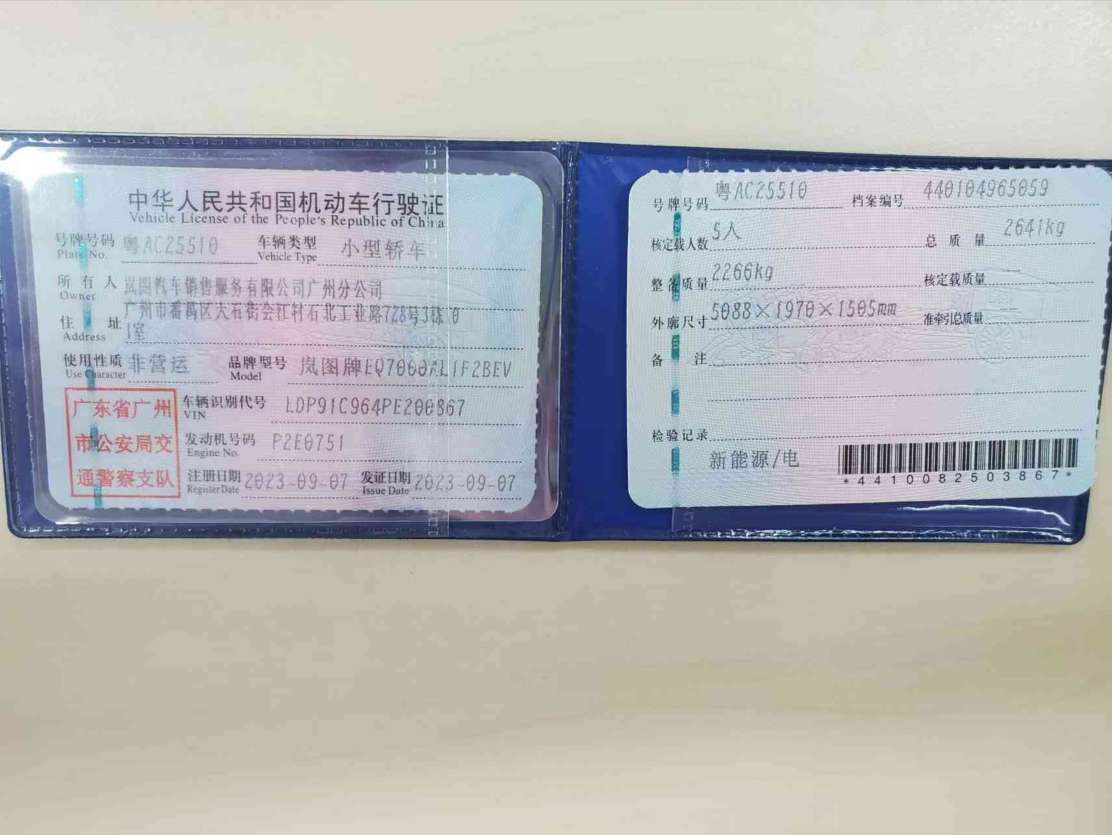 中华人民共和国机动车行驶证
Vehicle License of the People's Republic of China
号牌号码 粤AC25510 车辆类型 小型轿车
Plate No. Vehicle Type
所有人 岚图汽车销售服务有限公司广州分公司
Owner
住址 广州市番禺区大石街会江村石北工业路728号3栋101室
Address
使用性质 非营运 品牌型号 岚图牌EQ7000AL1F2BEV
Use Character Model
广东省广州市公安局交通警察支队
车辆识别代号 LDP91C964PE200867
VIN
发动机号码 P2E0751
Engine No.
注册日期 2023-09-07 发证日期 2023-09-07
Register Date Issue Date
号牌号码 粤AC25510 档案编号 440104965059
核定载人数 5人 总质量 2641kg
整备质量 2266kg 核定载质量
外廓尺寸 5088×1970×1505mm 准牵引总质量
备注
检验记录
新能源/电
*4410082503867*